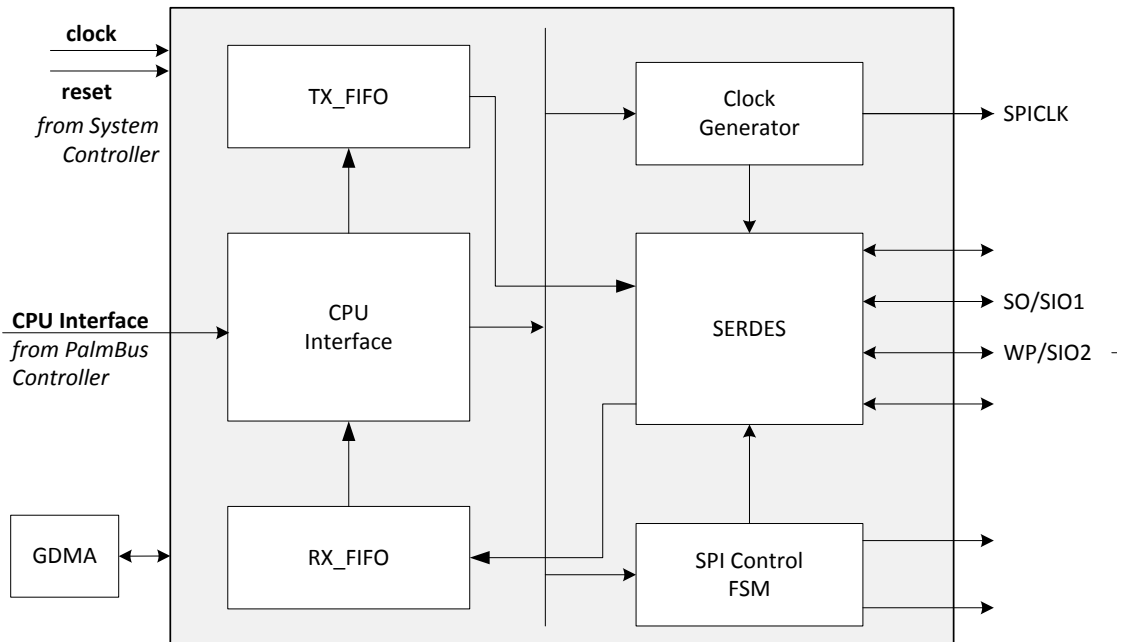 clock
reset
from System
Controller
TX_FIFO
Clock
Generator
SPICLK
CPU Interface
from PalmBus
Controller
CPU
Interface
SERDES
SO/SIO1
WP/SIO2 -
GDMA
RX_FIFO
SPI Control
FSM